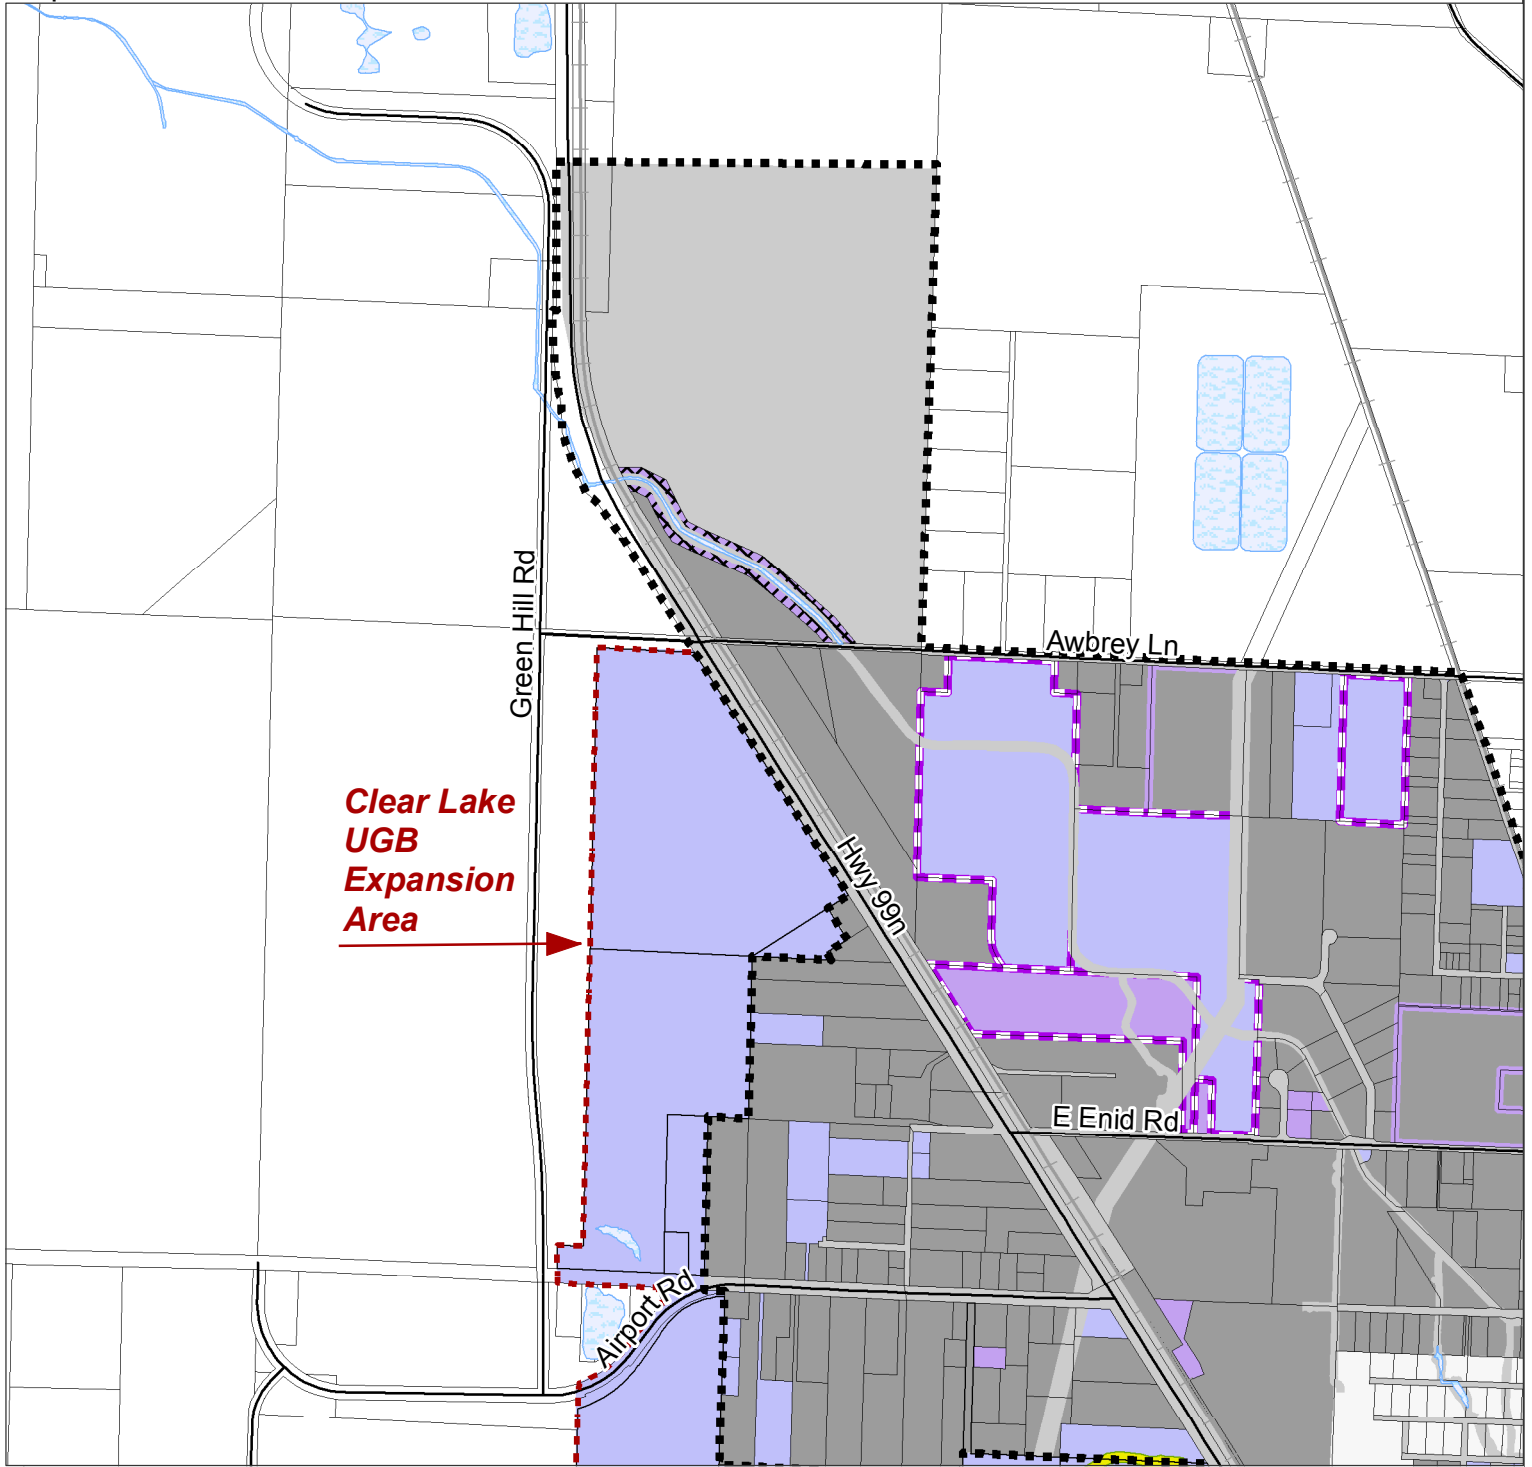 Awbrey Ln
Green Hill Rd
Clear Lake
UGB
Expansion
Area
Hwy 99n
E Enid Rd
Airport Rd